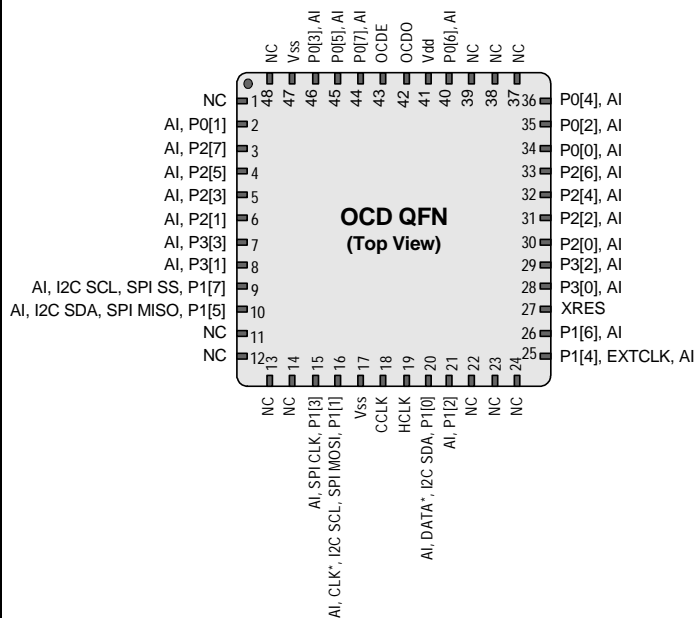 NC
Vss
P0[3], AI
P0[5], AI
P0[7], AI
OCDE
OCDO
Vdd
P0[6], AI
NC
NC
NC
48
47
46
45
44
43
42
41
40
39
38
37
NC 1
AI, P0[1] 2
AI, P2[7] 3
AI, P2[5] 4
AI, P2[3] 5
AI, P2[1] 6
AI, P3[3] 7
AI, P3[1] 8
AI, I2C SCL, SPI SS, P1[7] 9
AI, I2C SDA, SPI MISO, P1[5] 10
NC 11
NC 12
OCD QFN
(Top View)
36 P0[4], AI
35 P0[2], AI
34 P0[0], AI
33 P2[6], AI
32 P2[4], AI
31 P2[2], AI
30 P2[0], AI
29 P3[2], AI
28 P3[0], AI
27 XRES
26 P1[6], AI
25 P1[4], EXTCLK, AI
13
14
15
16
17
18
19
20
21
22
23
24
NC
NC
AI, SPI CLK, P1[3]
AI, CLK*, I2C SCL, SPI MOSI, P1[1]
Vss
CCLK
HCLK
AI, DATA*, I2C SDA, P1[0]
AI, P1[2]
NC
NC
NC